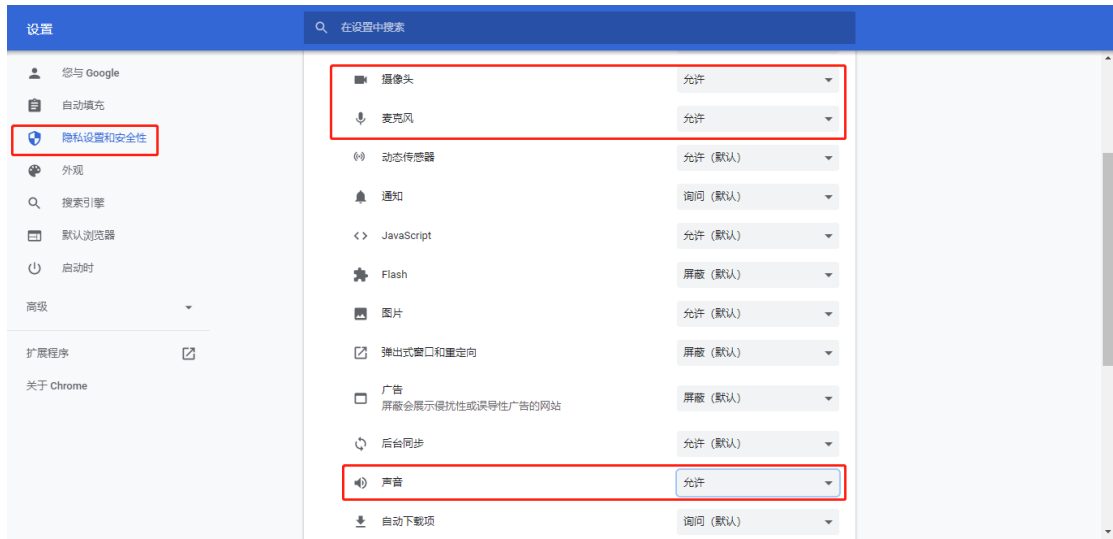 设置
在设置中搜索
您与 Google
自动填充
隐私设置和安全性
外观
搜索引擎
默认浏览器
启动时
高级
扩展程序
关于 Chrome
摄像头 允许
麦克风 允许
动态传感器 允许（默认）
通知 询问（默认）
JavaScript 允许（默认）
Flash 屏蔽（默认）
图片 允许（默认）
弹出式窗口和重定向 屏蔽（默认）
广告 屏蔽（默认）
屏蔽会展示侵扰性或误导性广告的网站
后台同步 允许（默认）
声音 允许
自动下载项 询问（默认）